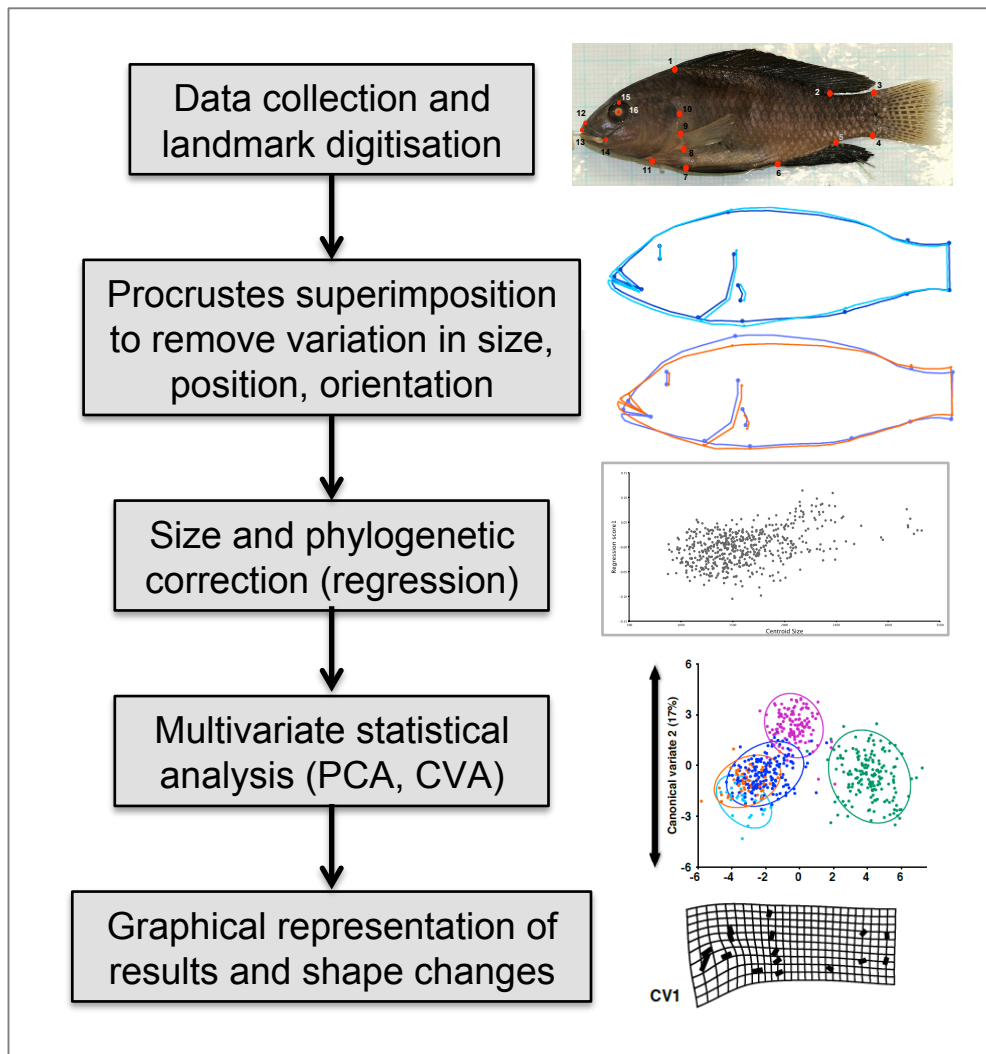 Data collection and
landmark digitisation
1
2
3
15
16
10
12
9
5
13
14
8
4
11
7
6
Procrustes superimposition
to remove variation in size,
position, orientation
Size and phylogenetic
correction (regression)
Regression score1
Centroid Size
Multivariate statistical
analysis (PCA, CVA)
Canonical variate 2 (17%)
6
3
0
-3
-6
-6 -4 -2 0 2 4 6
Graphical representation of
results and shape changes
CV1